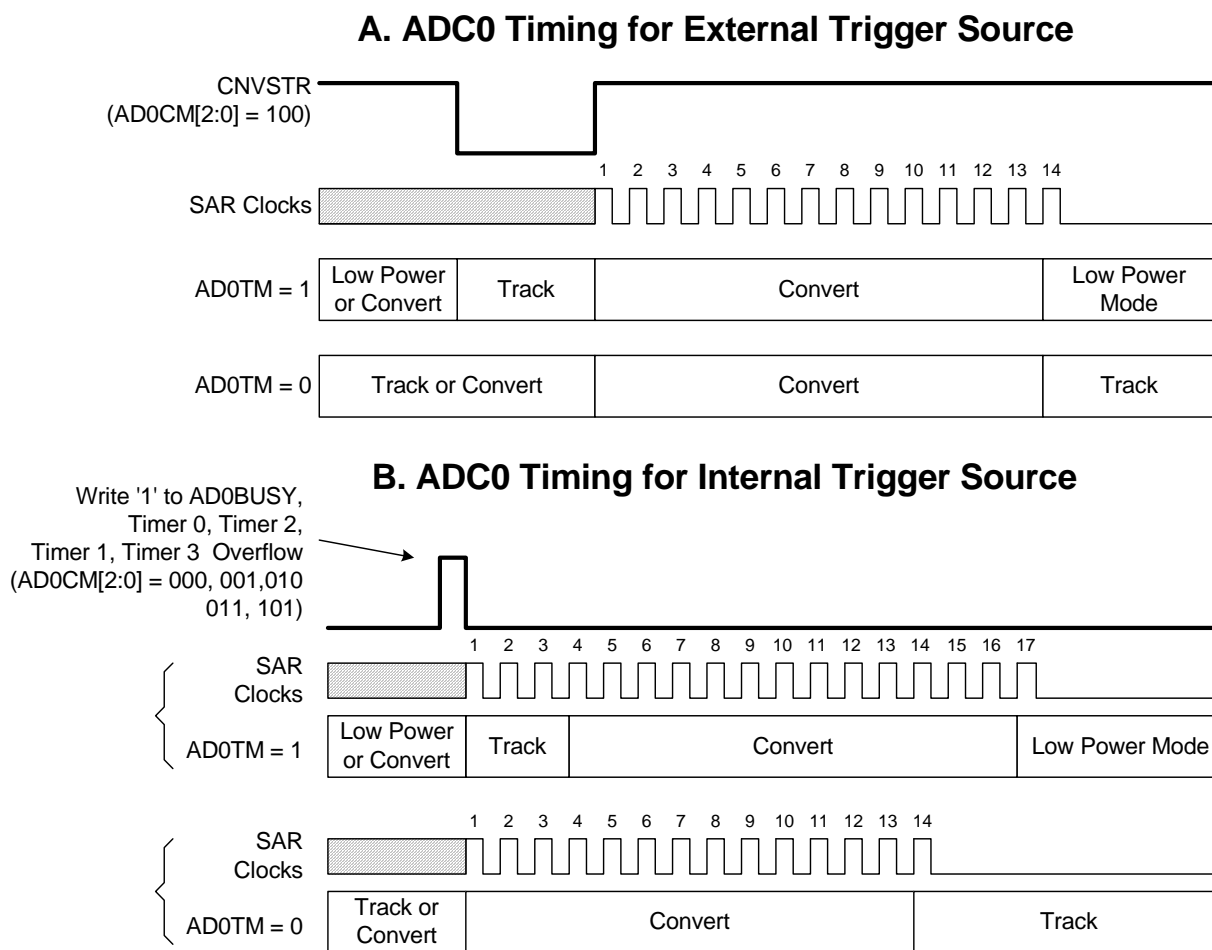 A. ADC0 Timing for External Trigger Source
CNVSTR
(AD0CM[2:0] = 100)
1 2 3 4 5 6 7 8 9 10 11 12 13 14
SAR Clocks
AD0TM = 1
Low Power
or Convert
Track
Convert
Low Power
Mode
AD0TM = 0
Track or Convert
Convert
Track
B. ADC0 Timing for Internal Trigger Source
Write '1' to AD0BUSY,
Timer 0, Timer 2,
Timer 1, Timer 3 Overflow
(AD0CM[2:0] = 000, 001,010
011, 101)
1 2 3 4 5 6 7 8 9 10 11 12 13 14 15 16 17
SAR
Clocks
AD0TM = 1
Low Power
or Convert
Track
Convert
Low Power Mode
1 2 3 4 5 6 7 8 9 10 11 12 13 14
SAR
Clocks
AD0TM = 0
Track or
Convert
Convert
Track